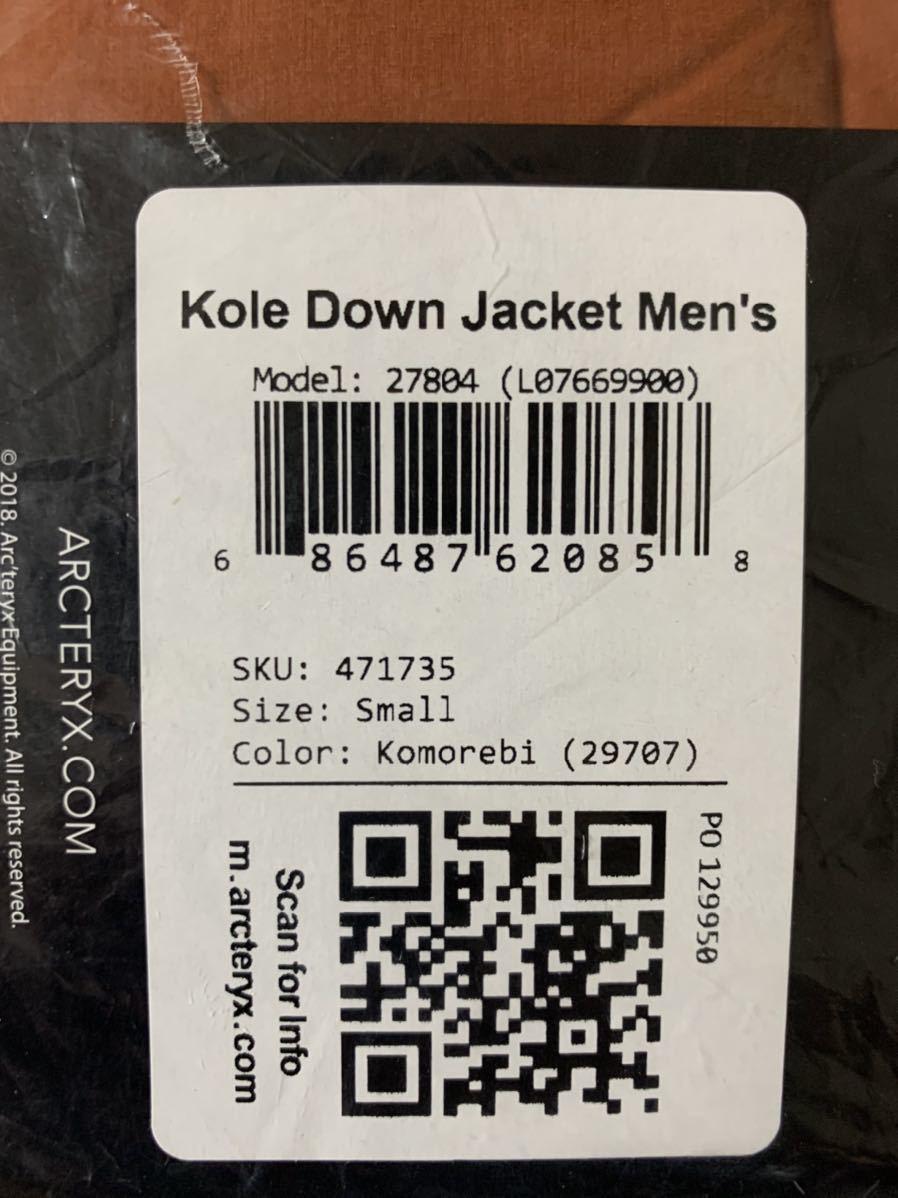 Kole Down Jacket Men's
Model: 27804 (L07669900)
6 86487 62085 8
SKU: 471735
Size: Small
Color: Komorebi (29707)
PO 129950
Scan for Info
m.arcteryx.com
ARCTERYX.COM
© 2018. Arc'teryx Equipment. All rights reserved.